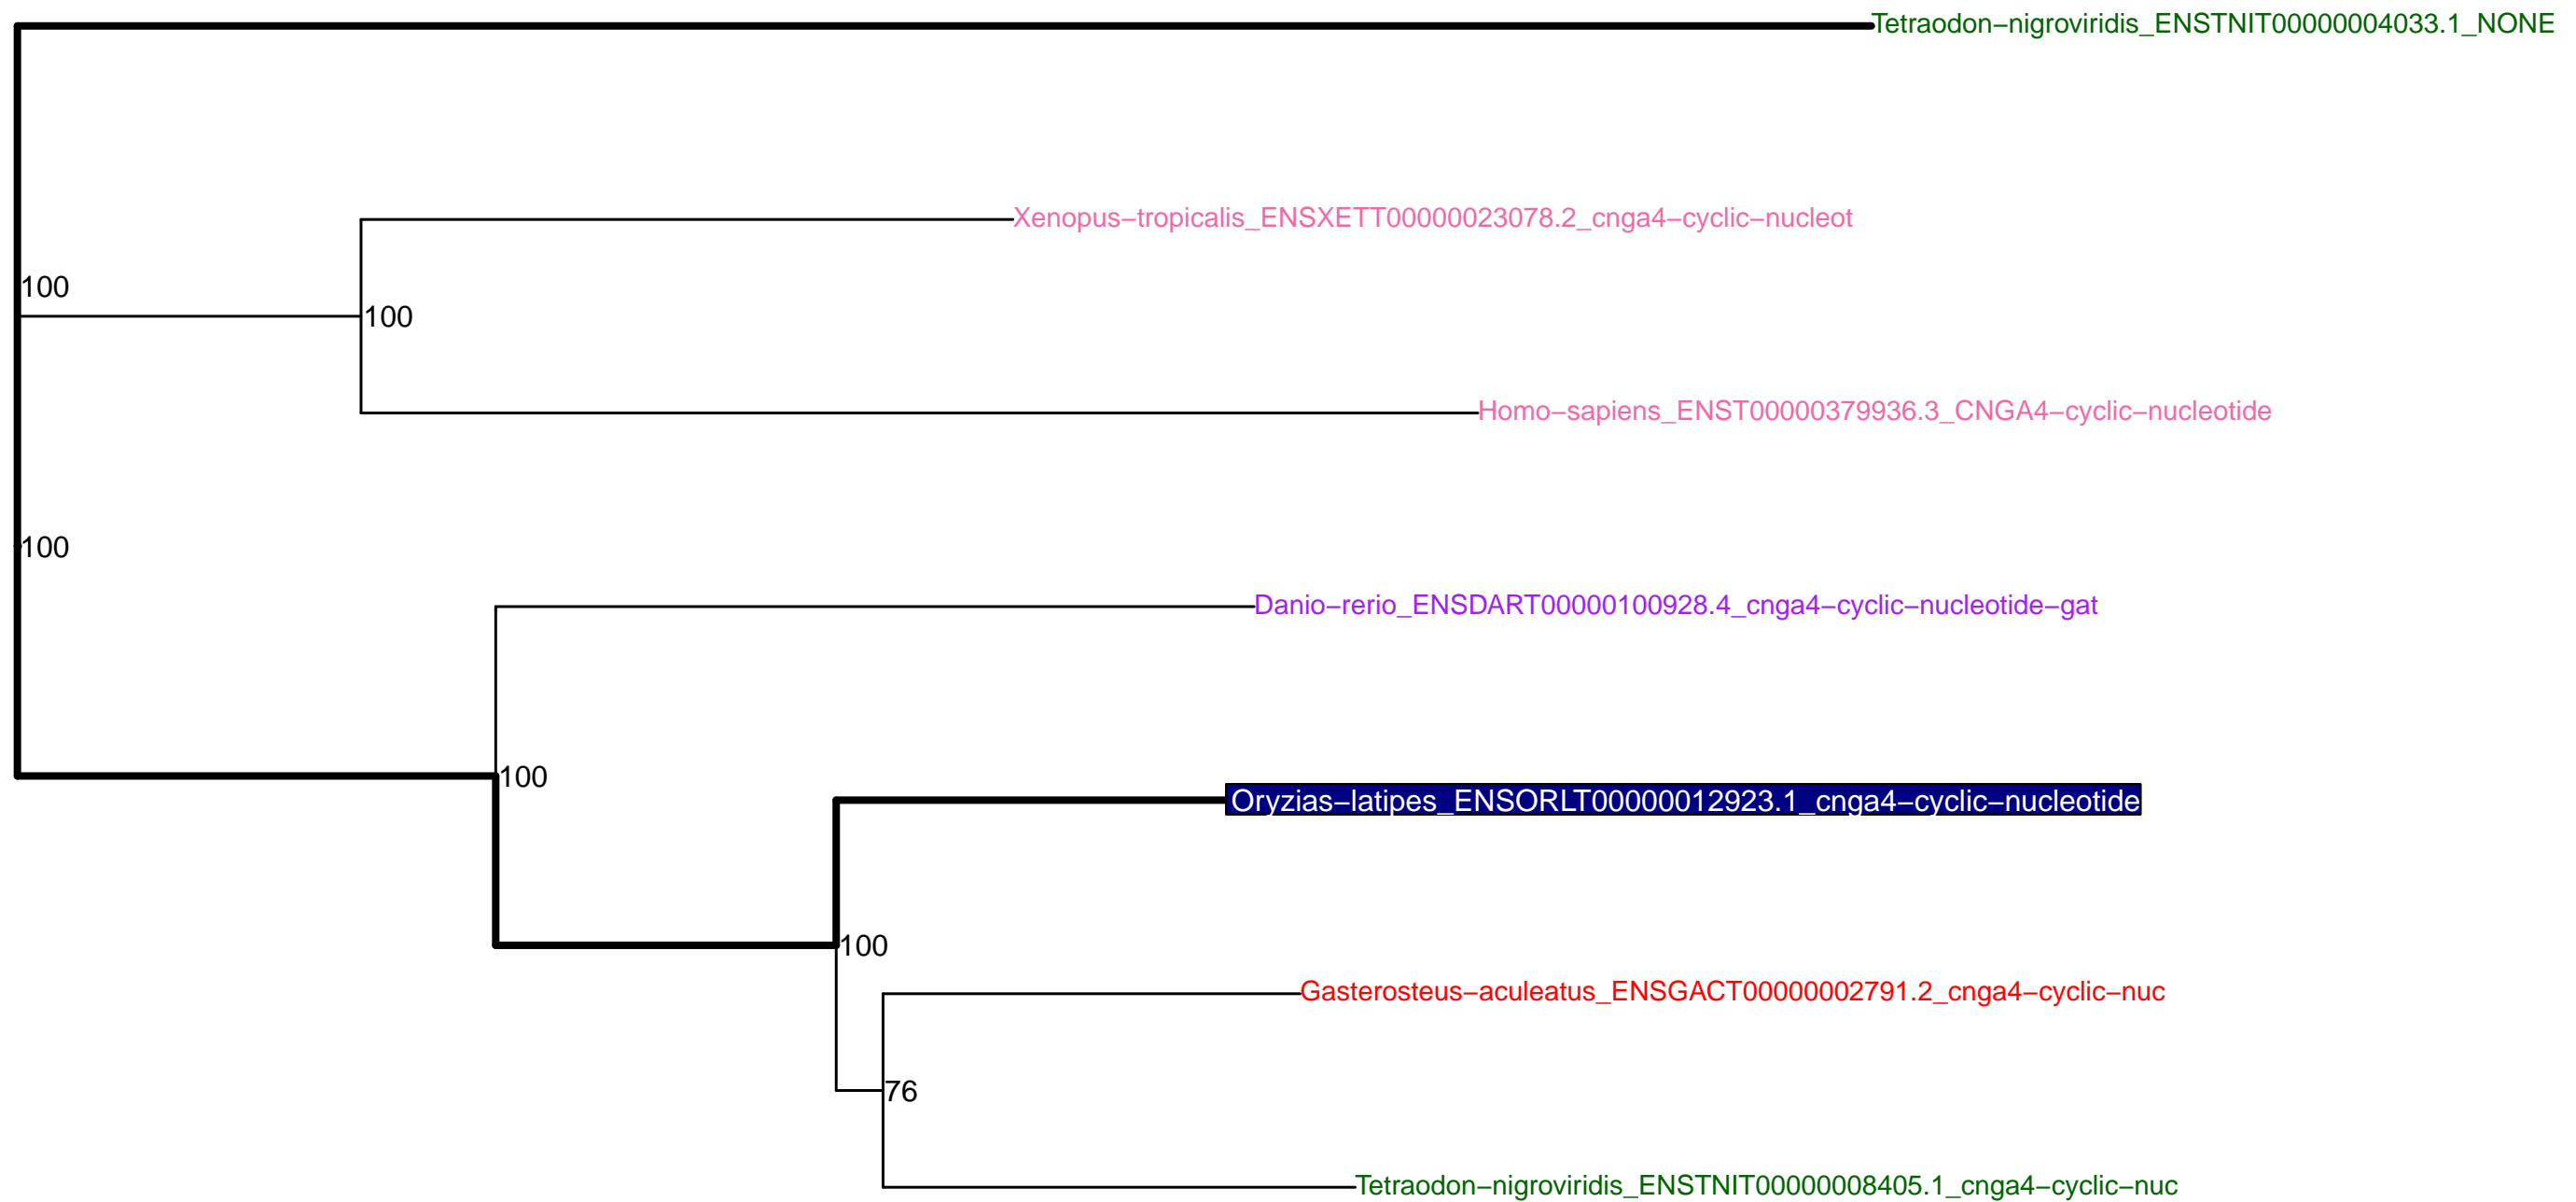 Tetraodon–nigroviridis_ENSTNIT00000004033.1_NONE
Xenopus–tropicalis_ENSXETT00000023078.2_cnga4–cyclic–nucleot
100
100
Homo–sapiens_ENST00000379936.3_CNGA4–cyclic–nucleotide
100
Danio–rerio_ENSDART00000100928.4_cnga4–cyclic–nucleotide–gat
100
Oryzias–latipes_ENSORLT00000012923.1_cnga4–cyclic–nucleotide
100
Gasterosteus–aculeatus_ENSGACT00000002791.2_cnga4–cyclic–nuc
76
Tetraodon–nigroviridis_ENSTNIT00000008405.1_cnga4–cyclic–nuc